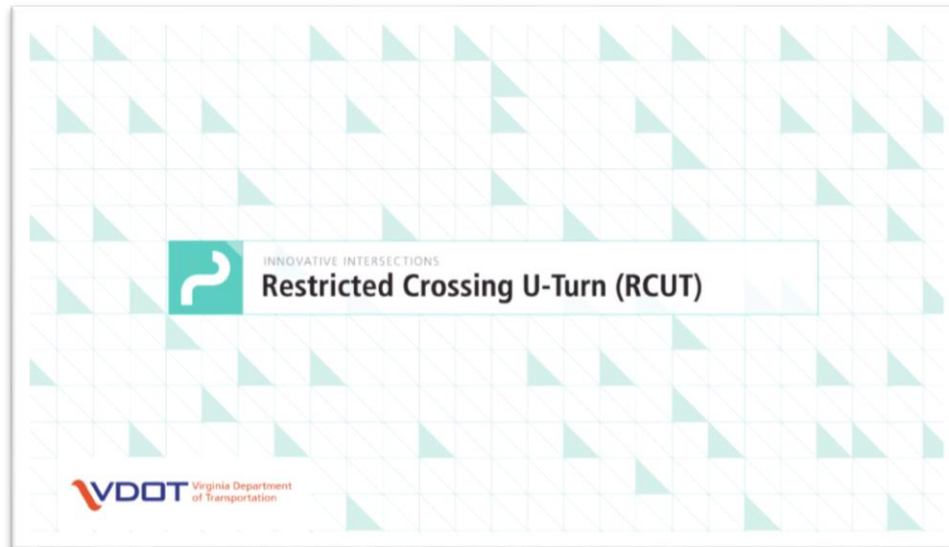 INNOVATIVE INTERSECTIONS
Restricted Crossing U-Turn (RCUT)
VDOT Virginia Department
of Transportation